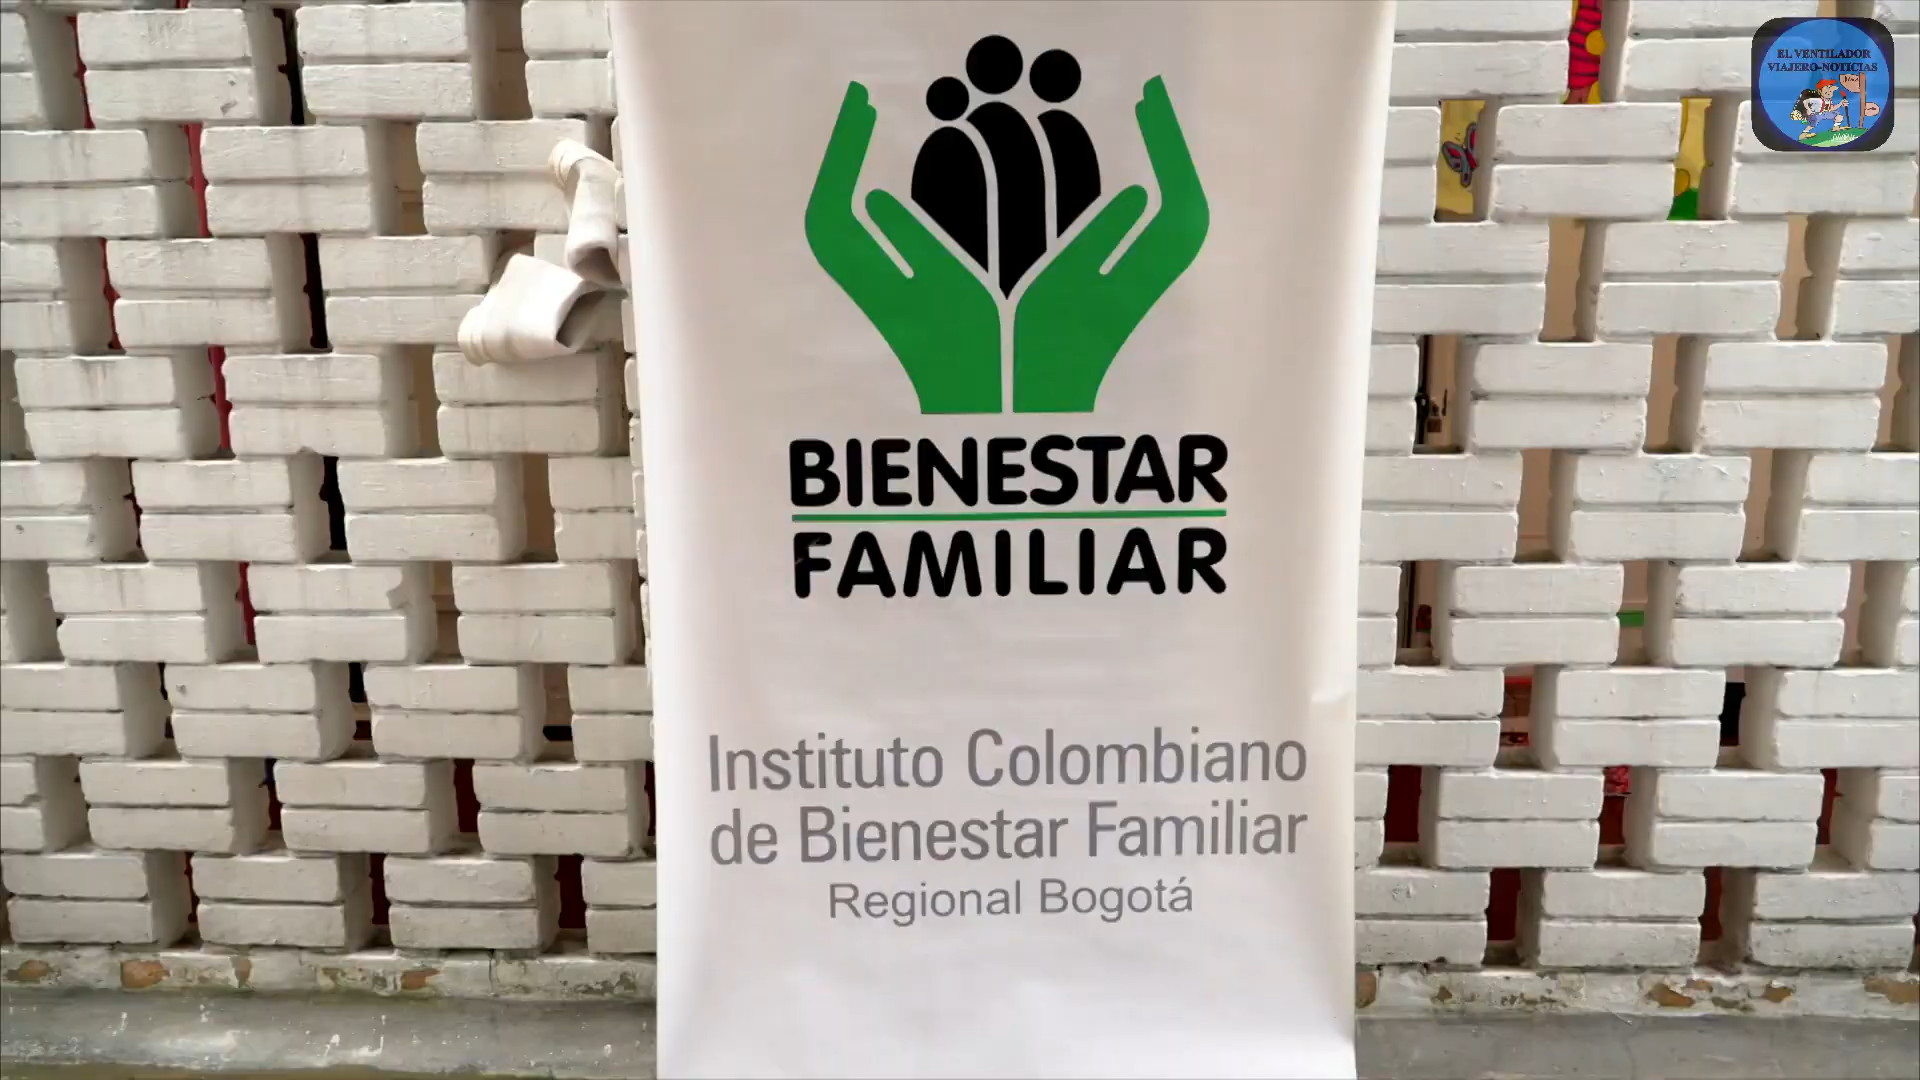 EL VENTILADOR
VIAJERO-NOTICIAS
BIENESTAR
FAMILIAR
Instituto Colombiano
de Bienestar Familiar
Regional Bogotá